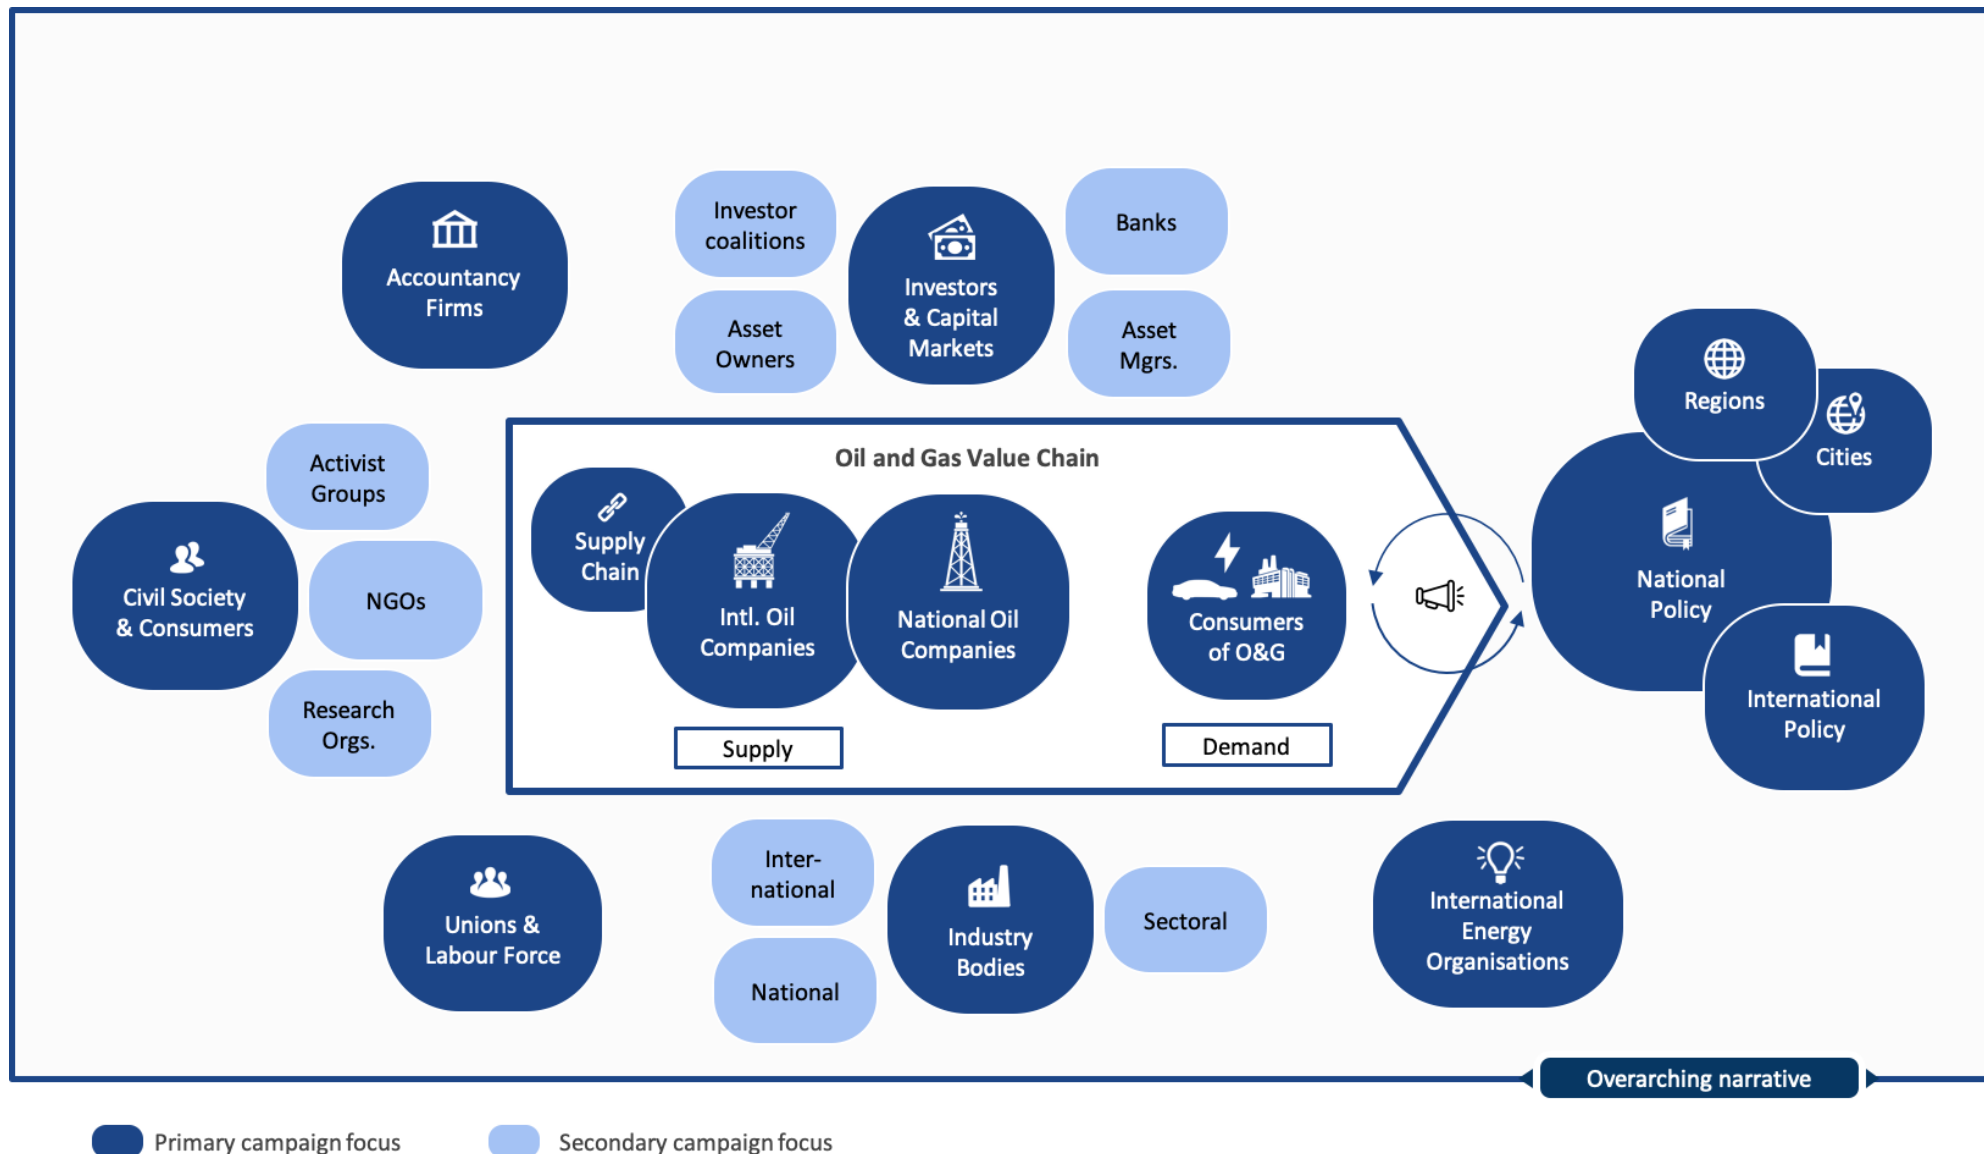 Accountancy
Firms
Investor
coalitions
Asset
Owners
Investors
& Capital
Markets
Banks
Asset
Mgrs.
Regions
Cities
National
Policy
International
Policy
Activist
Groups
Civil Society
& Consumers
NGOs
Research
Orgs.
Oil and Gas Value Chain
Supply
Chain
Intl. Oil
Companies
National Oil
Companies
Consumers
of O&G
Supply
Demand
Unions &
Labour Force
Inter-
national
National
Industry
Bodies
Sectoral
International
Energy
Organisations
Overarching narrative
Primary campaign focus
Secondary campaign focus